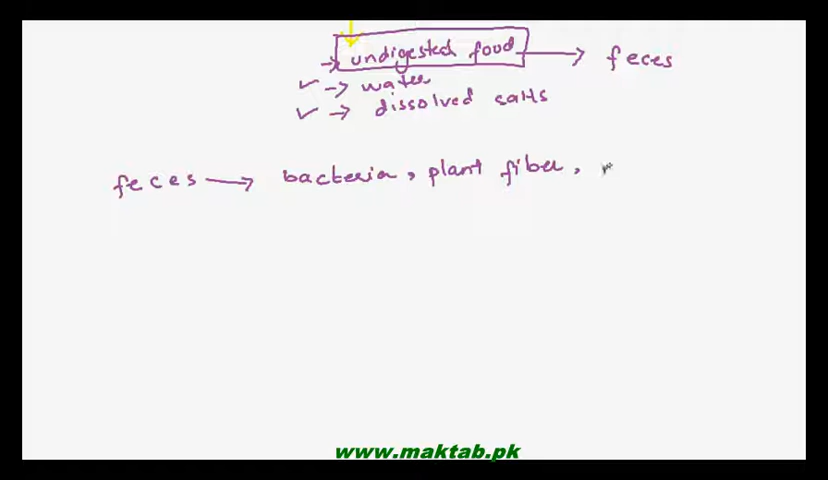 → undigested food → feces
✓ → water
✓ → dissolved salts
feces → bacteria, plant fiber,
www.maktab.pk